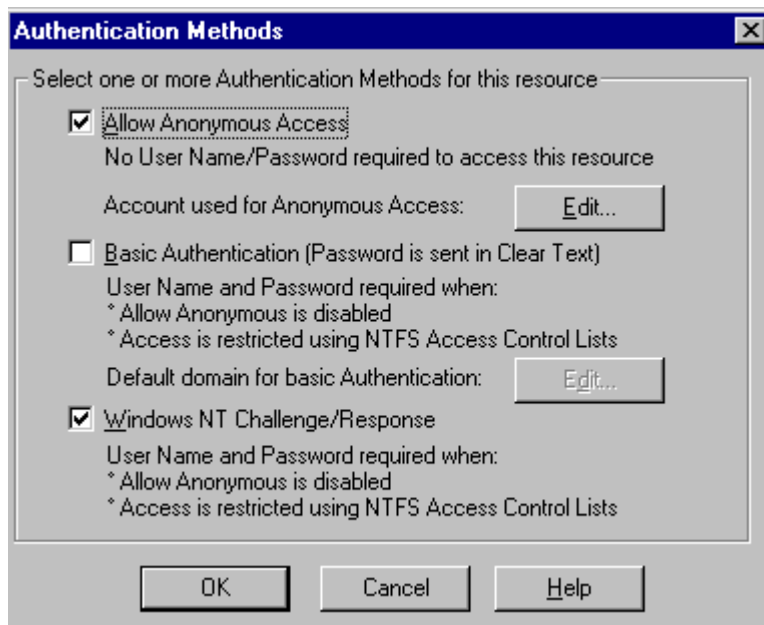 Authentication Methods
Select one or more Authentication Methods for this resource
Allow Anonymous Access
No User Name/Password required to access this resource
Account used for Anonymous Access: Edit...
Basic Authentication (Password is sent in Clear Text)
User Name and Password required when:
* Allow Anonymous is disabled
* Access is restricted using NTFS Access Control Lists
Default domain for basic Authentication: Edit...
Windows NT Challenge/Response
User Name and Password required when:
* Allow Anonymous is disabled
* Access is restricted using NTFS Access Control Lists
OK Cancel Help